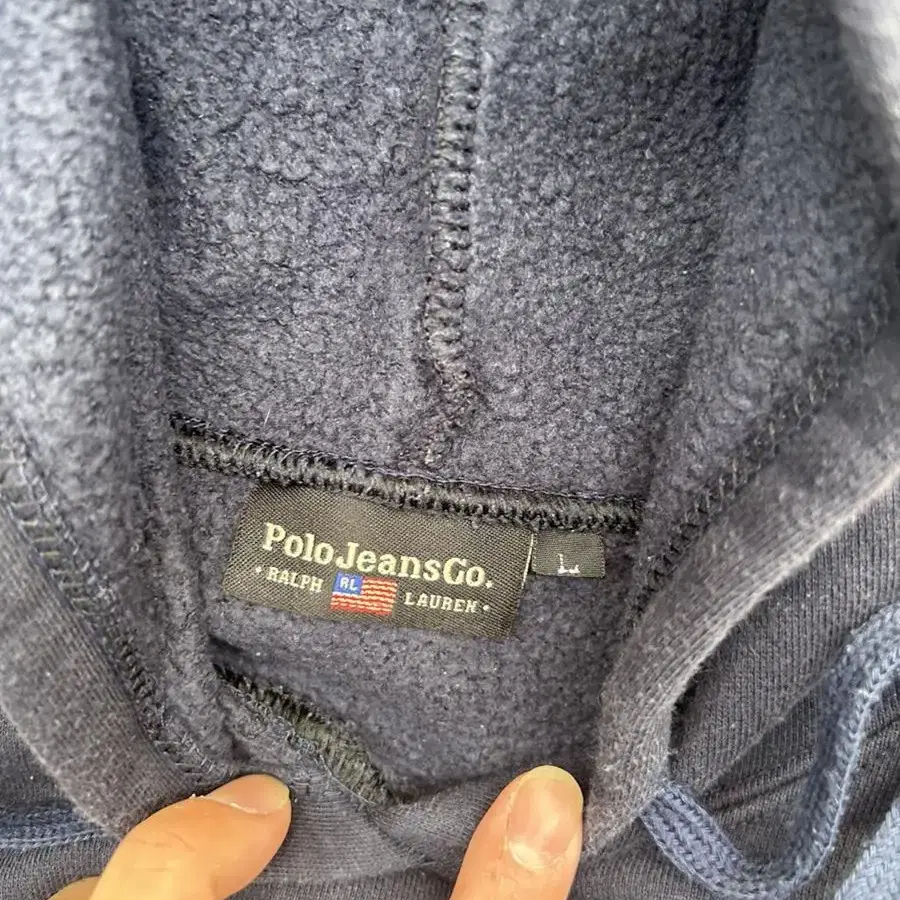 PoloJeansCo.
• RALPH RL LAUREN •
L